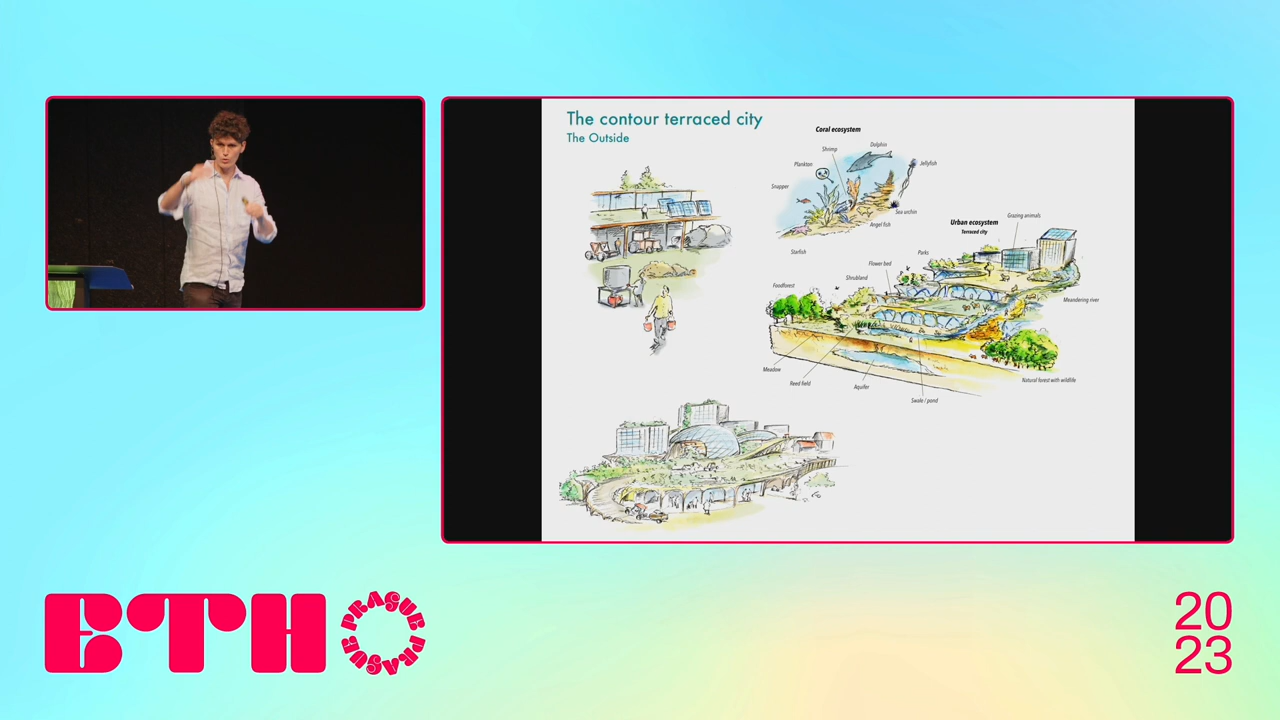 The contour terraced city
The Outside
Coral ecosystem
Shrimp
Dolphin
Plankton
Jellyfish
Snapper
Sea urchin
Angel fish
Starfish
Urban ecosystem
Terraced city
Grazing animals
Parks
Flower bed
Shrubland
Foodforest
Meandering river
Meadow
Reed field
Aquifer
Swale / pond
Natural forest with wildlife
ETH
PRAGUE PRAGUE
20
23